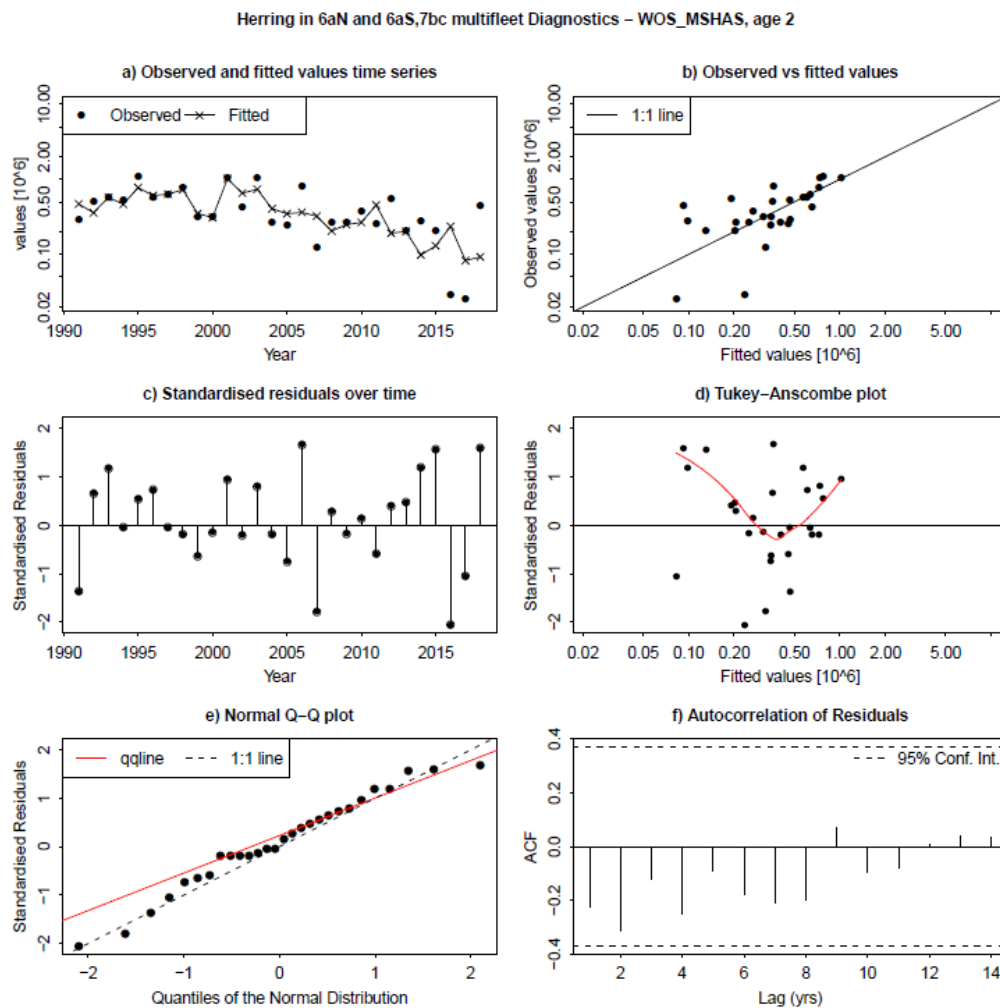 Herring in 6aN and 6aS,7bc multifleet Diagnostics – WOS_MSHAS, age 2
a) Observed and fitted values time series
values [10^6]
10.00
2.00
0.50
0.10
0.02
Observed
Fitted
1990 1995 2000 2005 2010 2015
Year
b) Observed vs fitted values
Observed values [10^6]
10.00
2.00
0.50
0.10
0.02
1:1 line
0.02 0.05 0.10 0.20 0.50 1.00 2.00 5.00
Fitted values [10^6]
c) Standardised residuals over time
Standardised Residuals
2
1
0
−1
−2
1990 1995 2000 2005 2010 2015
Year
d) Tukey–Anscombe plot
Standardised Residuals
2
1
0
−1
−2
0.02 0.05 0.10 0.20 0.50 1.00 2.00 5.00
Fitted values [10^6]
e) Normal Q–Q plot
Standardised Residuals
2
1
0
−1
−2
qqline
1:1 line
−2 −1 0 1 2
Quantiles of the Normal Distribution
f) Autocorrelation of Residuals
ACF
0.4
0.2
0.0
−0.2
−0.4
95% Conf. Int.
2 4 6 8 10 12 14
Lag (yrs)